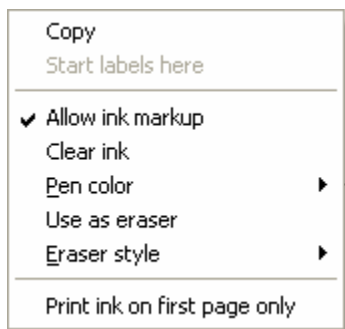 Copy
Start labels here
Allow ink markup
Clear ink
Pen color
Use as eraser
Eraser style
Print ink on first page only